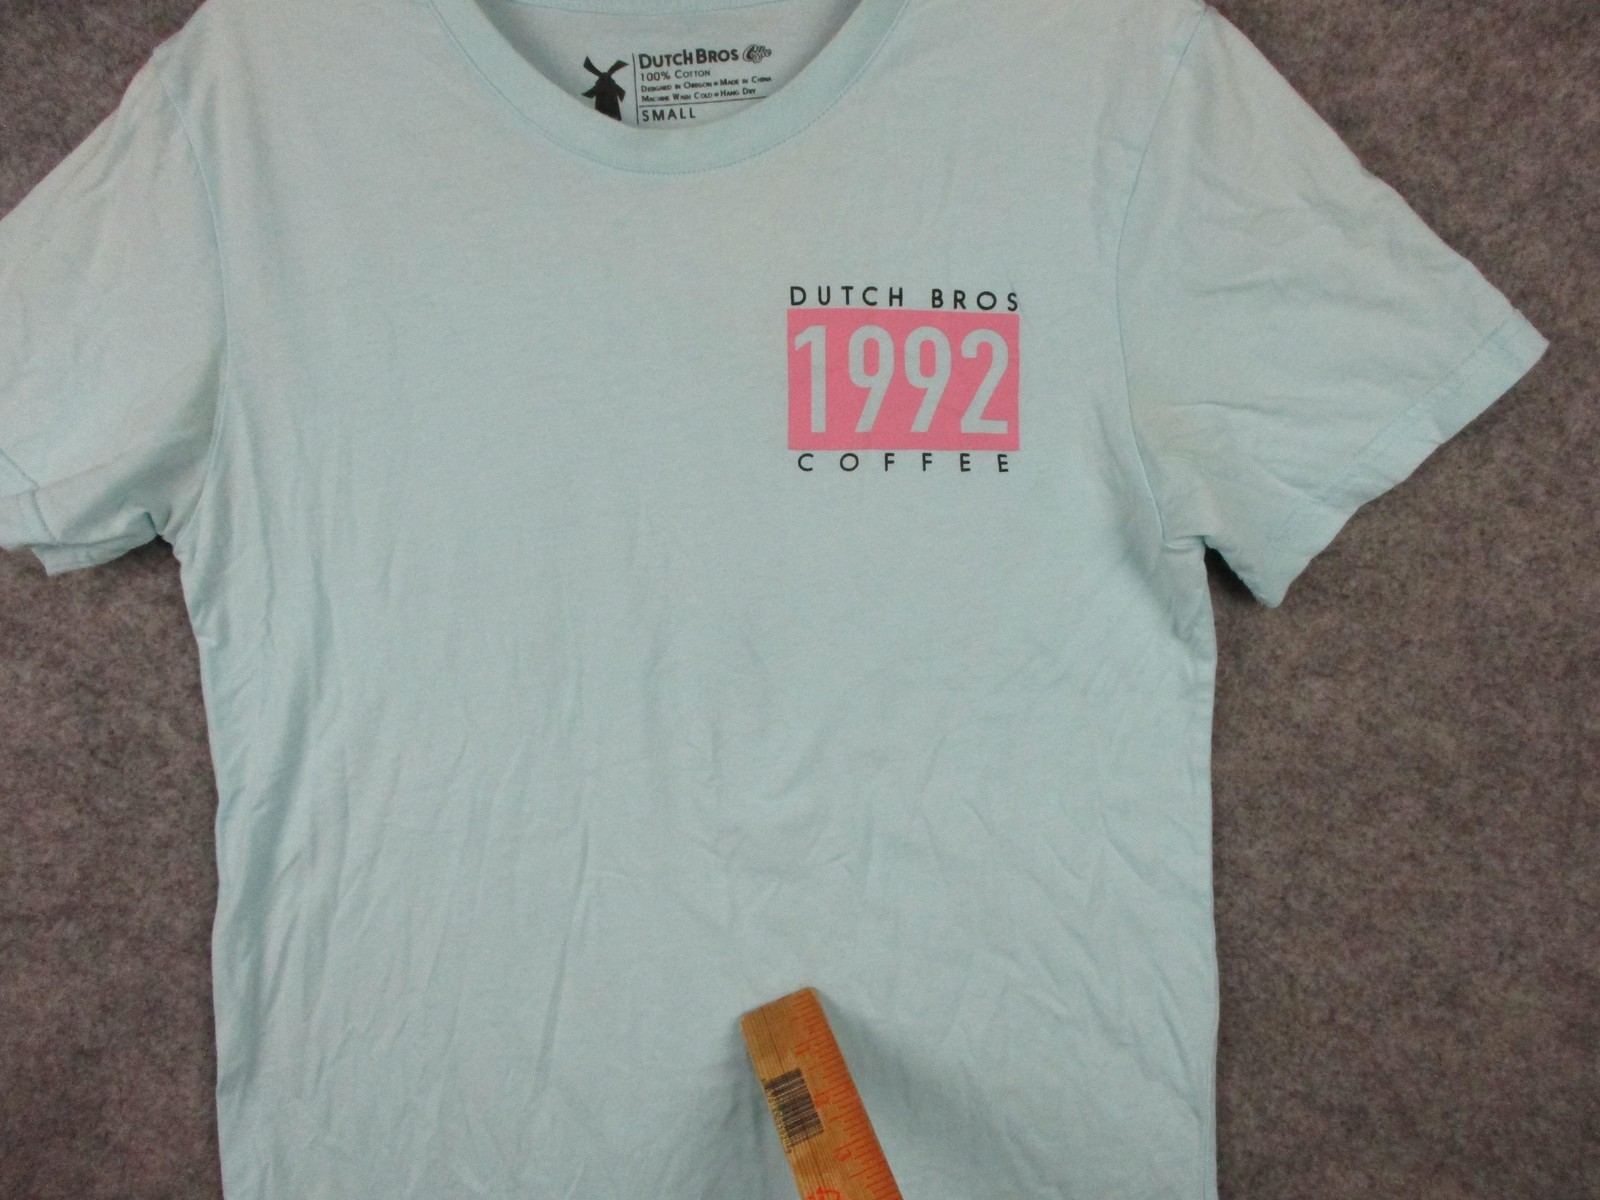 DUTCH BROS
100% COTTON
DESIGNED IN OREGON • MADE IN CHINA
MACHINE WASH COLD • HANG DRY
SMALL
DUTCH BROS
1992
COFFEE